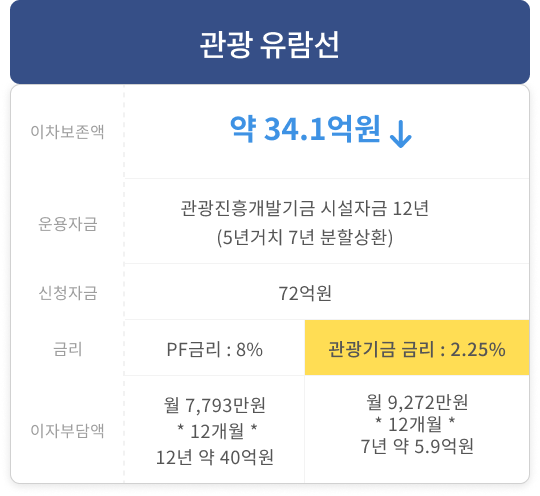 관광 유람선
이차보존액
약 34.1억원 ↓
운용자금
관광진흥개발기금 시설자금 12년
(5년거치 7년 분할상환)
신청자금
72억원
금리
PF금리 : 8%
관광기금 금리 : 2.25%
이자부담액
월 7,793만원
* 12개월 *
12년 약 40억원
월 9,272만원
* 12개월 *
7년 약 5.9억원